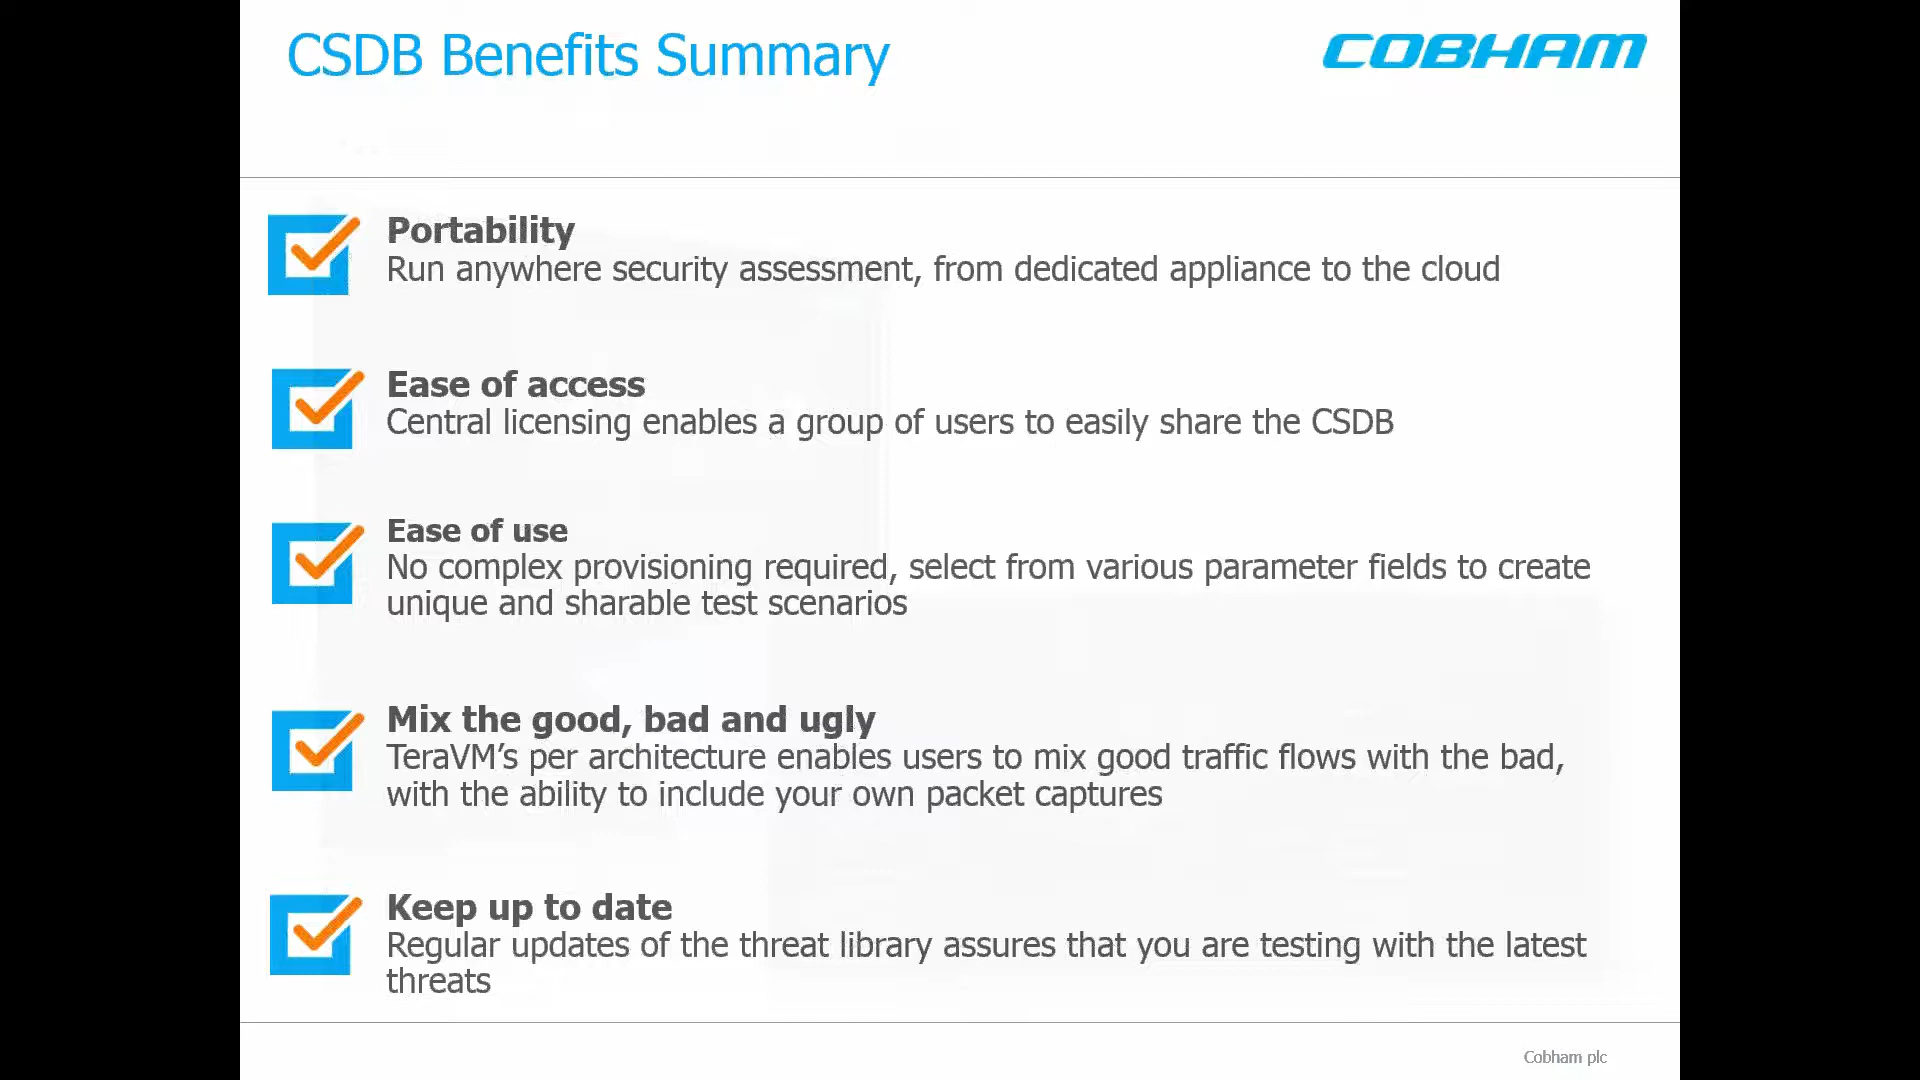 CSDB Benefits Summary
COBHAM
Portability
Run anywhere security assessment, from dedicated appliance to the cloud
Ease of access
Central licensing enables a group of users to easily share the CSDB
Ease of use
No complex provisioning required, select from various parameter fields to create
unique and sharable test scenarios
Mix the good, bad and ugly
TeraVM’s per architecture enables users to mix good traffic flows with the bad,
with the ability to include your own packet captures
Keep up to date
Regular updates of the threat library assures that you are testing with the latest
threats
Cobham plc